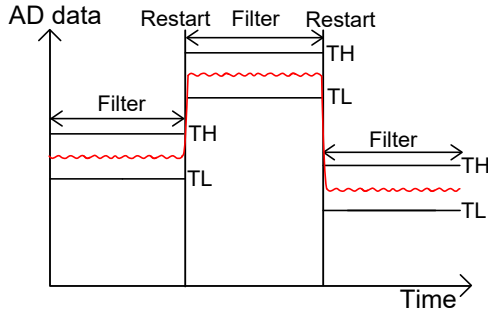 AD data
Restart
Filter
Restart
TH
TL
Filter
TH
TL
Filter
TH
TL
Time